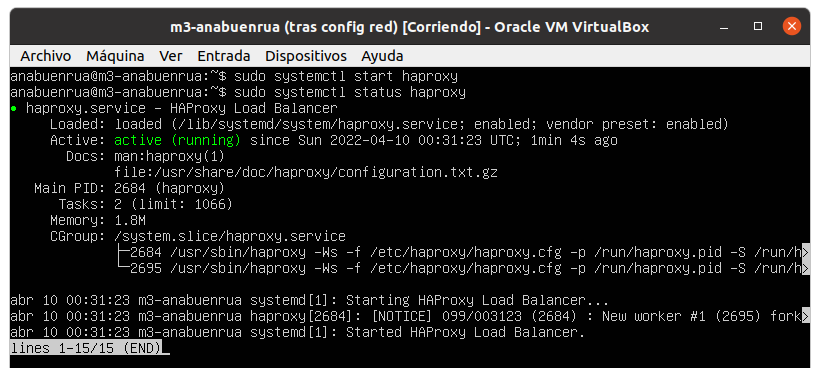 m3-anabuenrua (tras config red) [Corriendo] - Oracle VM VirtualBox
Archivo Máquina Ver Entrada Dispositivos Ayuda
anabuenrua@m3-anabuenrua:~$ sudo systemctl start haproxy
anabuenrua@m3-anabuenrua:~$ sudo systemctl status haproxy
● haproxy.service - HAProxy Load Balancer
Loaded: loaded (/lib/systemd/system/haproxy.service; enabled; vendor preset: enabled)
Active: active (running) since Sun 2022-04-10 00:31:23 UTC; 1min 4s ago
Docs: man:haproxy(1)
file:/usr/share/doc/haproxy/configuration.txt.gz
Main PID: 2684 (haproxy)
Tasks: 2 (limit: 1066)
Memory: 1.8M
CGroup: /system.slice/haproxy.service
├─2684 /usr/sbin/haproxy -Ws -f /etc/haproxy/haproxy.cfg -p /run/haproxy.pid -S /run/h>
└─2695 /usr/sbin/haproxy -Ws -f /etc/haproxy/haproxy.cfg -p /run/haproxy.pid -S /run/h>
abr 10 00:31:23 m3-anabuenrua systemd[1]: Starting HAProxy Load Balancer...
abr 10 00:31:23 m3-anabuenrua haproxy[2684]: [NOTICE] 099/003123 (2684) : New worker #1 (2695) fork>
abr 10 00:31:23 m3-anabuenrua systemd[1]: Started HAProxy Load Balancer.
lines 1-15/15 (END)